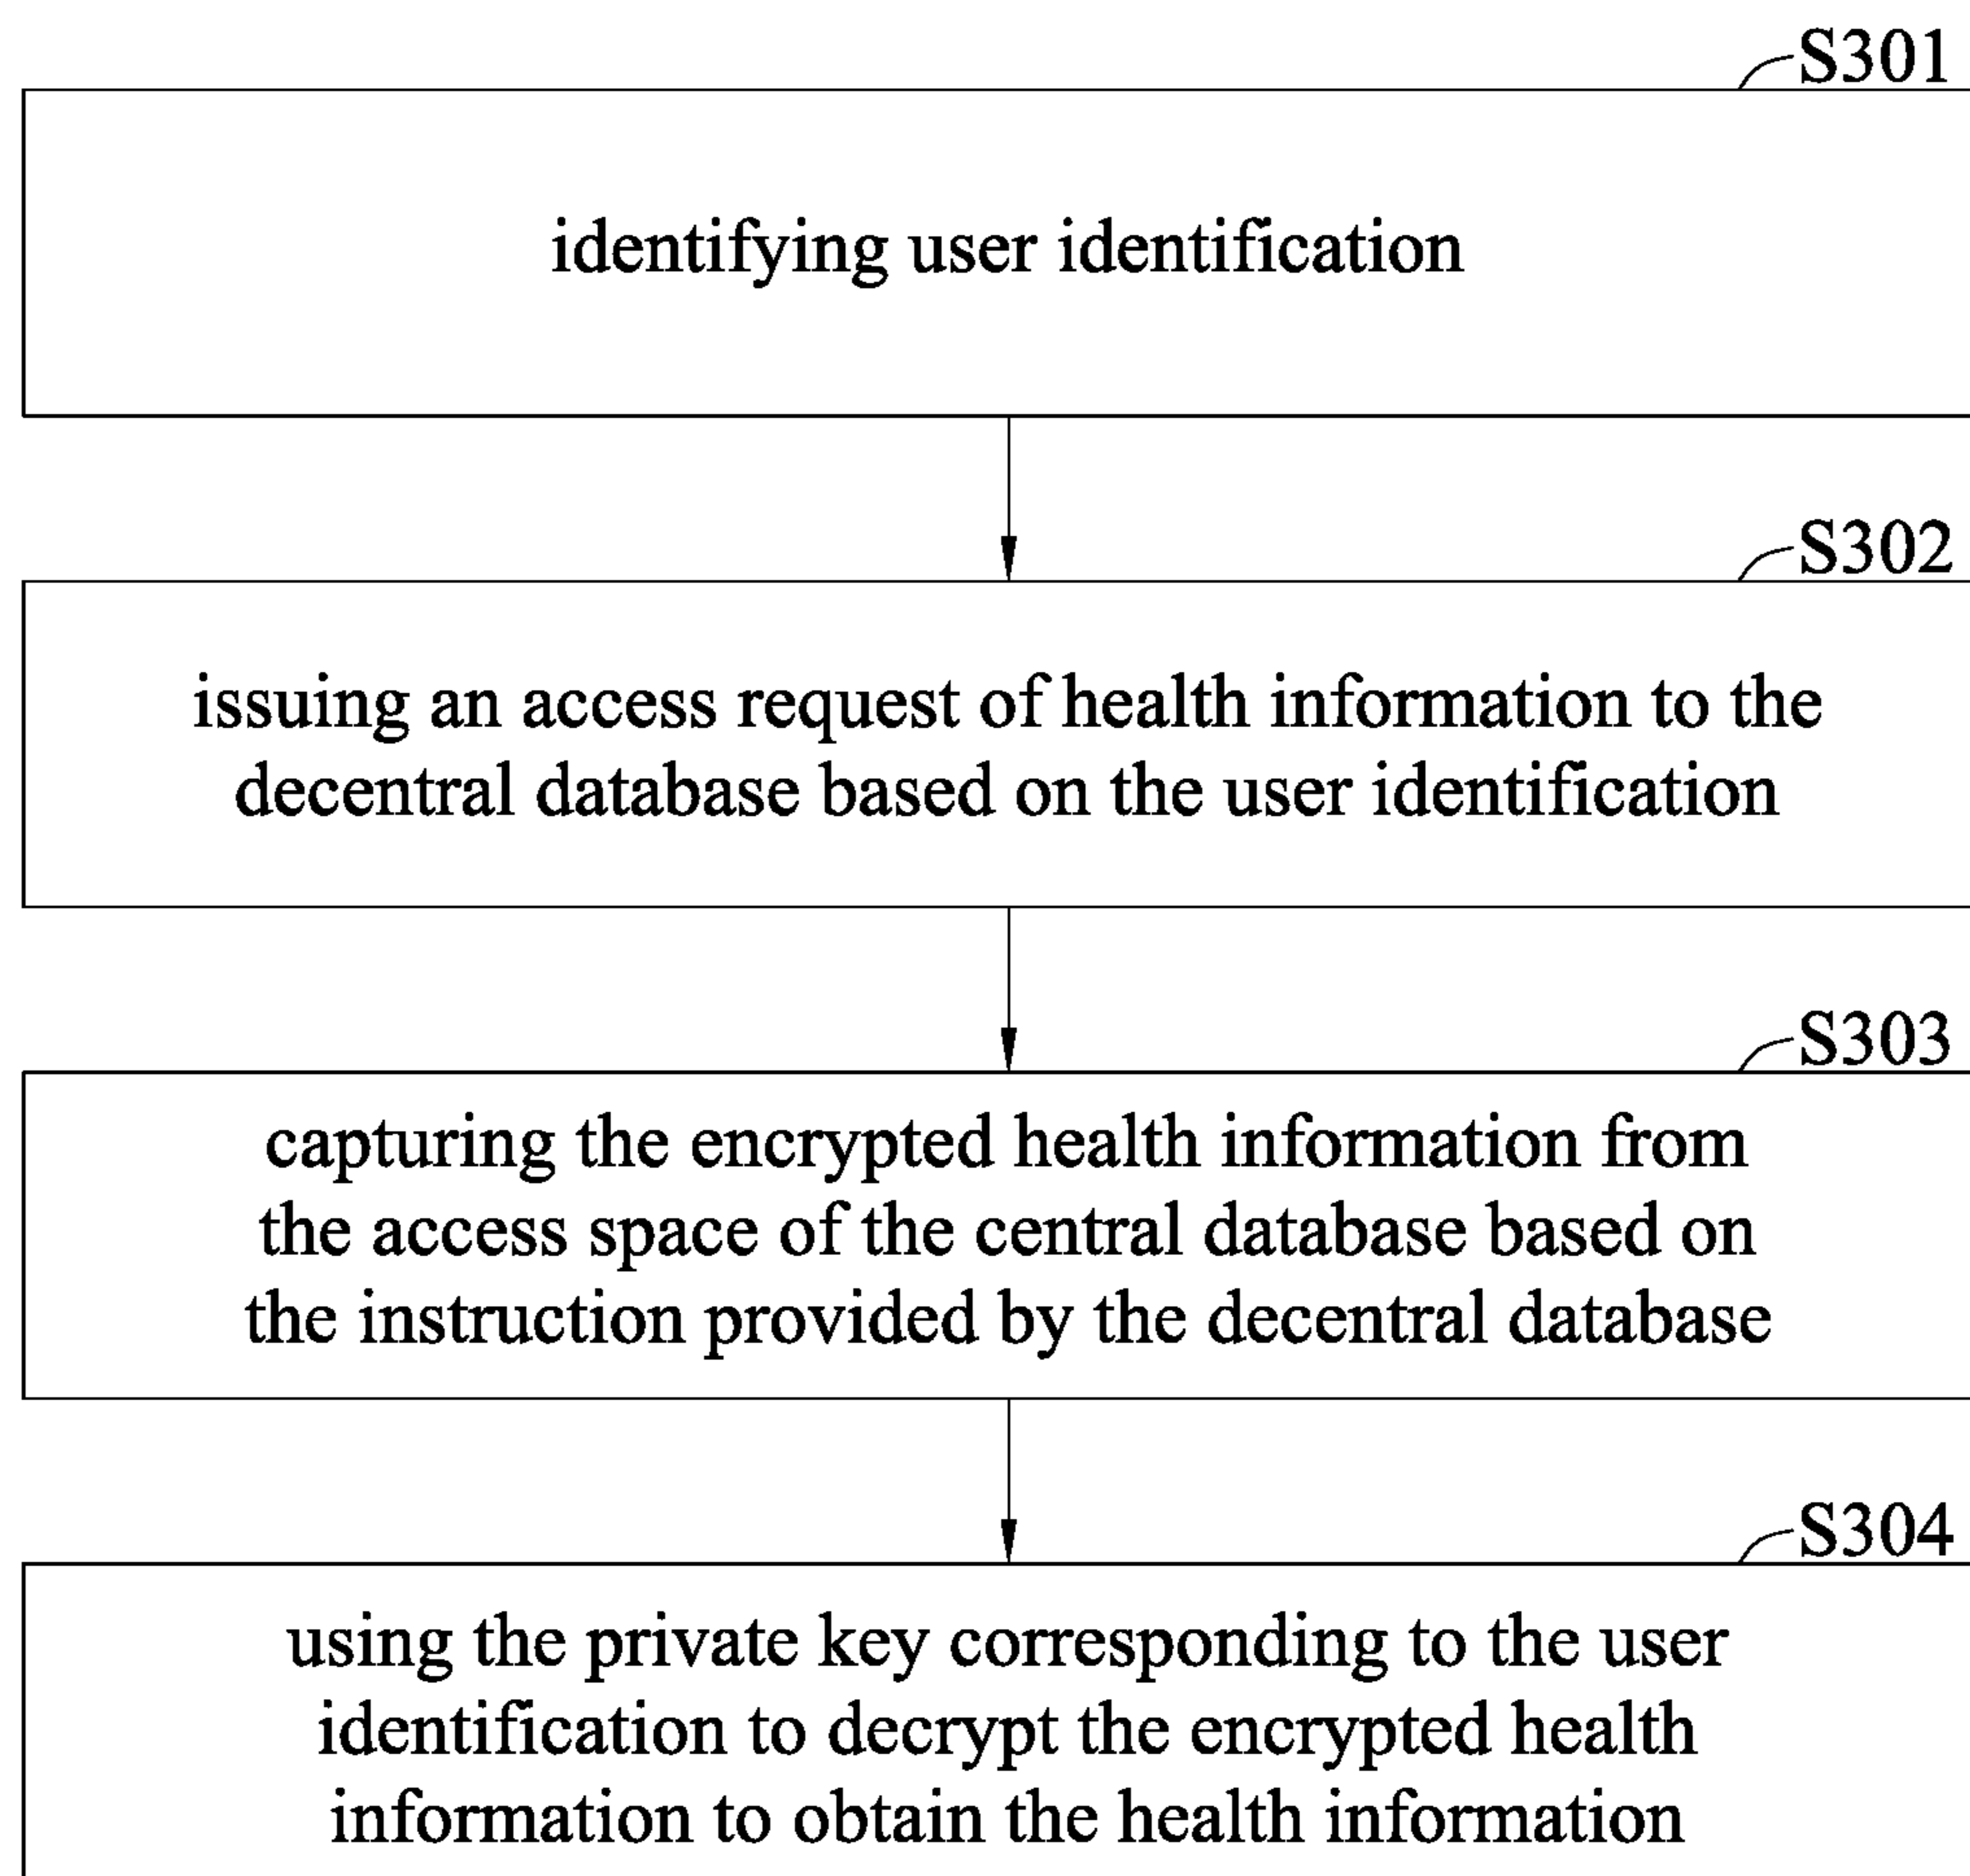 S301
identifying user identification
S302
issuing an access request of health information to the
decentral database based on the user identification
S303
capturing the encrypted health information from
the access space of the central database based on
the instruction provided by the decentral database
S304
using the private key corresponding to the user
identification to decrypt the encrypted health
information to obtain the health information